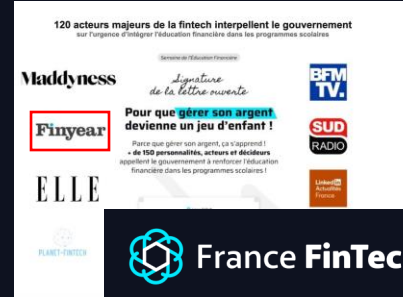 120 acteurs majeurs de la fintech interpellent le gouvernement
sur l'urgence d'intégrer l'éducation financière dans les programmes scolaires
Semaine de l'Éducation Financière
Maddyness
Signature
de la lettre ouverte
BFM
TV.
Pour que gérer son argent
devienne un jeu d'enfant !
Finyear
SUD
RADIO
Parce que gérer son argent, ça s'apprend !
+ de 150 personnalités, acteurs et décideurs
appellent le gouvernement à renforcer l'éducation
financière dans les programmes scolaires !
ELLE
LinkedIn
Actualités
France
PLANET-FINTECH
France FinTec